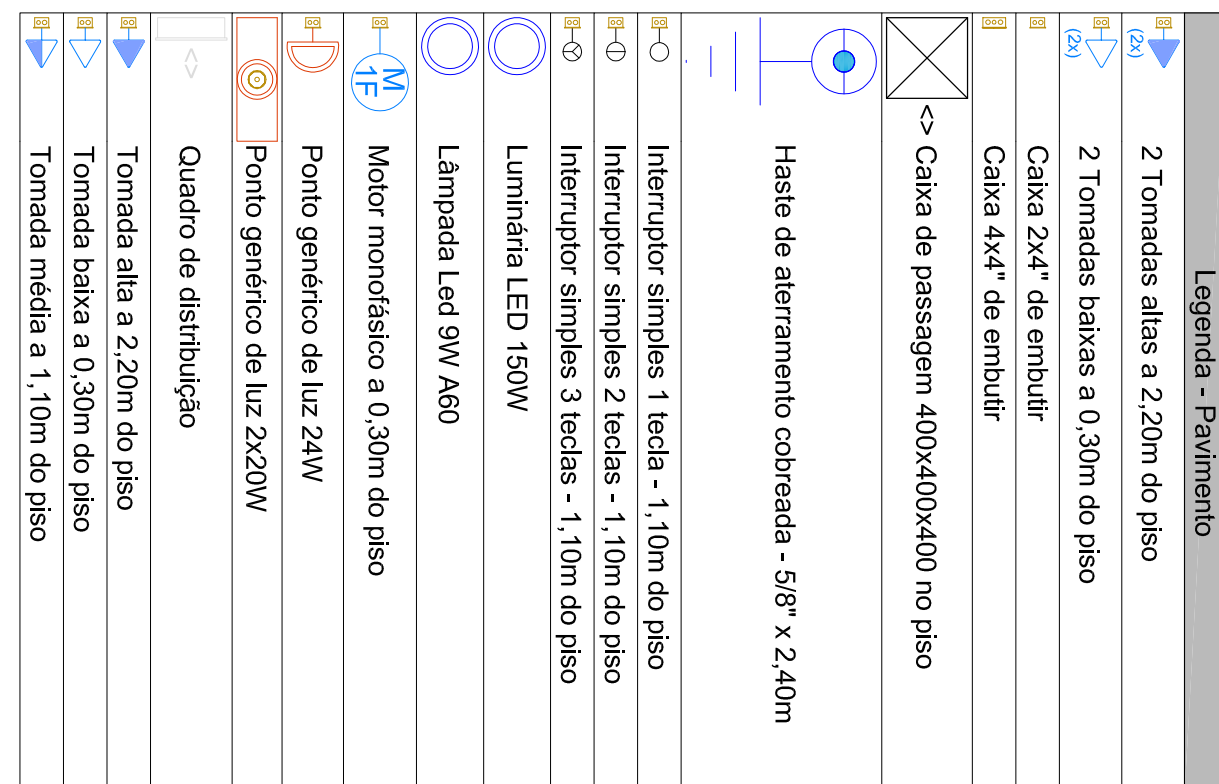 Legenda - Pavimento
(2x) 2 Tomadas altas a 2,20m do piso
(2x) 2 Tomadas baixas a 0,30m do piso
Caixa 2x4" de embutir
Caixa 4x4" de embutir
<> Caixa de passagem 400x400x400 no piso
Haste de aterramento cobreada - 5/8" x 2,40m
Interruptor simples 1 tecla - 1,10m do piso
Interruptor simples 2 teclas - 1,10m do piso
Interruptor simples 3 teclas - 1,10m do piso
Luminária LED 150W
Lâmpada Led 9W A60
M
1F
Motor monofásico a 0,30m do piso
Ponto genérico de luz 24W
Ponto genérico de luz 2x20W
<> Quadro de distribuição
Tomada alta a 2,20m do piso
Tomada baixa a 0,30m do piso
Tomada média a 1,10m do piso